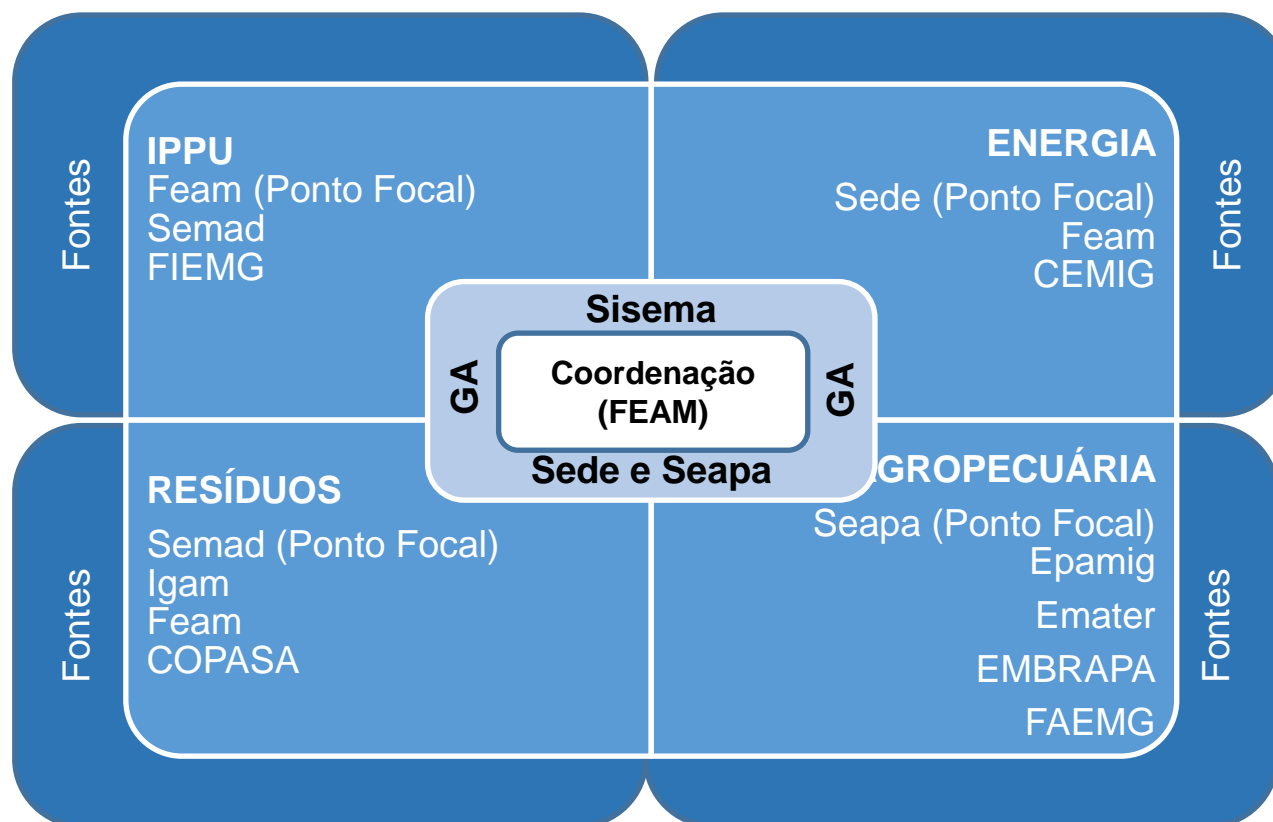 Fontes
IPPU
Feam (Ponto Focal)
Semad
FIEMG
ENERGIA
Sede (Ponto Focal)
Feam
CEMIG
Fontes
Sisema
GA
Coordenação
(FEAM)
GA
Sede e Seapa
Fontes
RESÍDUOS
Semad (Ponto Focal)
Igam
Feam
COPASA
GROPECUÁRIA
Seapa (Ponto Focal)
Epamig
Emater
EMBRAPA
FAEMG
Fontes